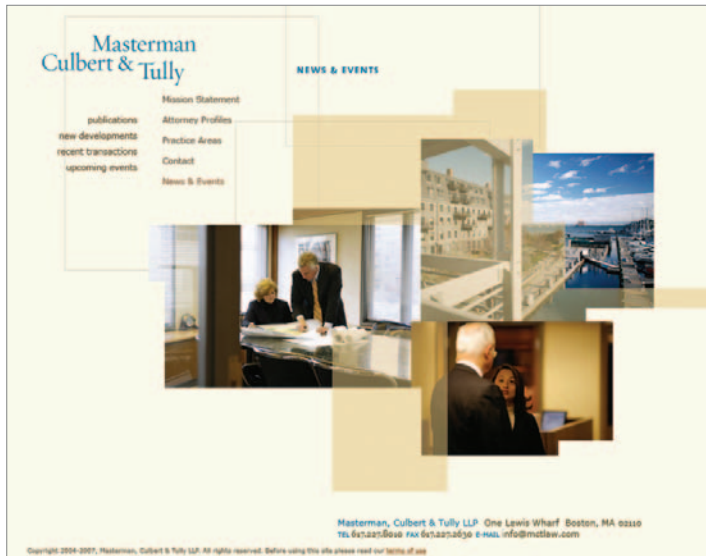 Masterman
Culbert & Tully
NEWS & EVENTS
Mission Statement
Attorney Profiles
Practice Areas
Contact
News & Events
publications
new developments
recent transactions
upcoming events
Masterman, Culbert & Tully LLP One Lewis Wharf Boston, MA 02110
TEL 617.227.8010 FAX 617.227.2630 E-MAIL info@mctlaw.com
Copyright 2004-2007, Masterman, Culbert & Tully LLP. All rights reserved. Before using this site please read our terms of use